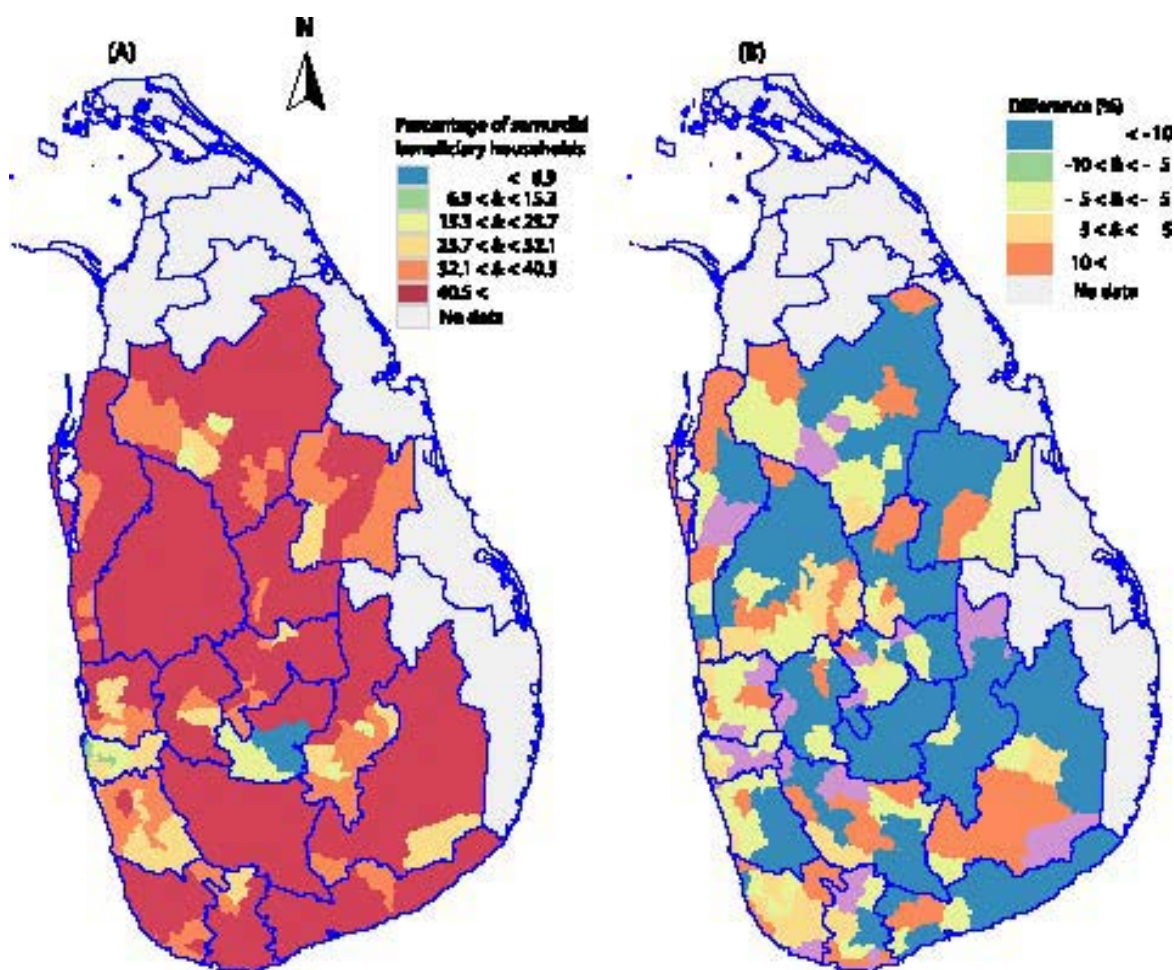 (A)
N
Percentage of samurdhi
beneficiary households
< 6.9
6.9 < & < 15.3
15.3 < & < 23.7
23.7 < & < 32.1
32.1 < & < 40.5
40.5 <
No data
(B)
Difference (%)
< -10
-10 < & < - 5
- 5 < & < - 5
5 < & <
10 <
No data